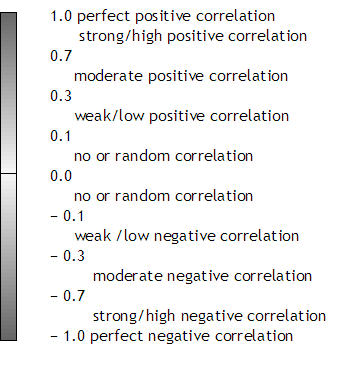 1.0 perfect positive correlation
strong/high positive correlation
0.7
moderate positive correlation
0.3
weak/low positive correlation
0.1
no or random correlation
0.0
no or random correlation
− 0.1
weak /low negative correlation
− 0.3
moderate negative correlation
− 0.7
strong/high negative correlation
− 1.0 perfect negative correlation